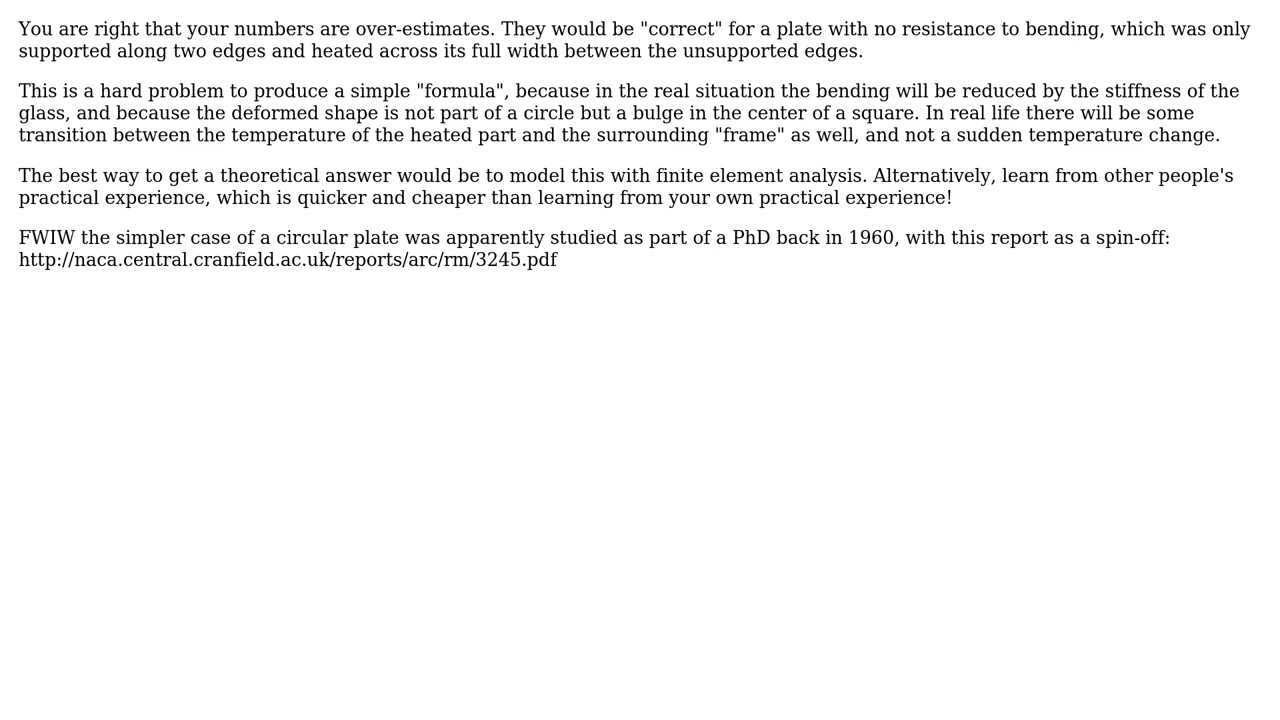 You are right that your numbers are over-estimates. They would be "correct" for a plate with no resistance to bending, which was only
supported along two edges and heated across its full width between the unsupported edges.
This is a hard problem to produce a simple "formula", because in the real situation the bending will be reduced by the stiffness of the
glass, and because the deformed shape is not part of a circle but a bulge in the center of a square. In real life there will be some
transition between the temperature of the heated part and the surrounding "frame" as well, and not a sudden temperature change.
The best way to get a theoretical answer would be to model this with finite element analysis. Alternatively, learn from other people's
practical experience, which is quicker and cheaper than learning from your own practical experience!
FWIW the simpler case of a circular plate was apparently studied as part of a PhD back in 1960, with this report as a spin-off:
http://naca.central.cranfield.ac.uk/reports/arc/rm/3245.pdf